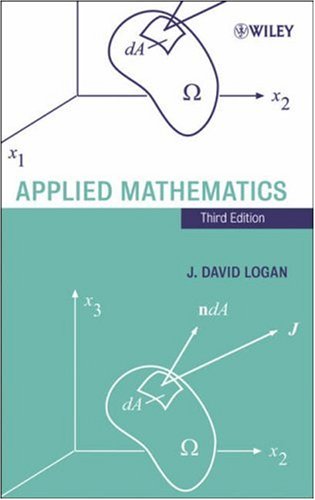 WILEY
dA
Ω
x₂
x₁
APPLIED MATHEMATICS
Third Edition
J. DAVID LOGAN
x₃
ndA
J
dA
Ω
x₂